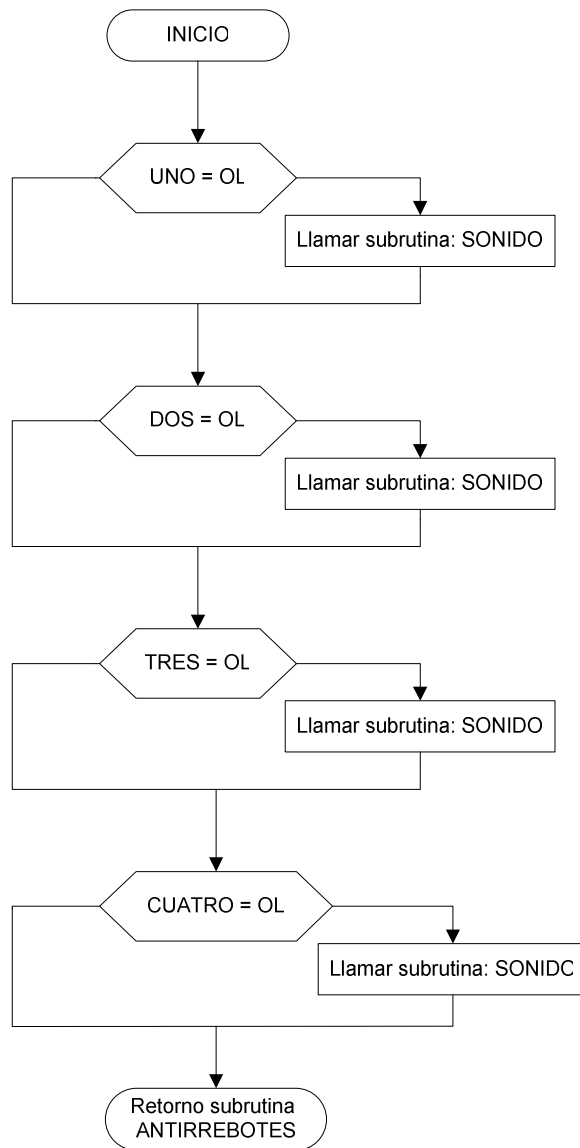 INICIO
UNO = OL
Llamar subrutina: SONIDO
DOS = OL
Llamar subrutina: SONIDO
TRES = OL
Llamar subrutina: SONIDO
CUATRO = OL
Llamar subrutina: SONIDO
Retorno subrutina
ANTIRREBOTES